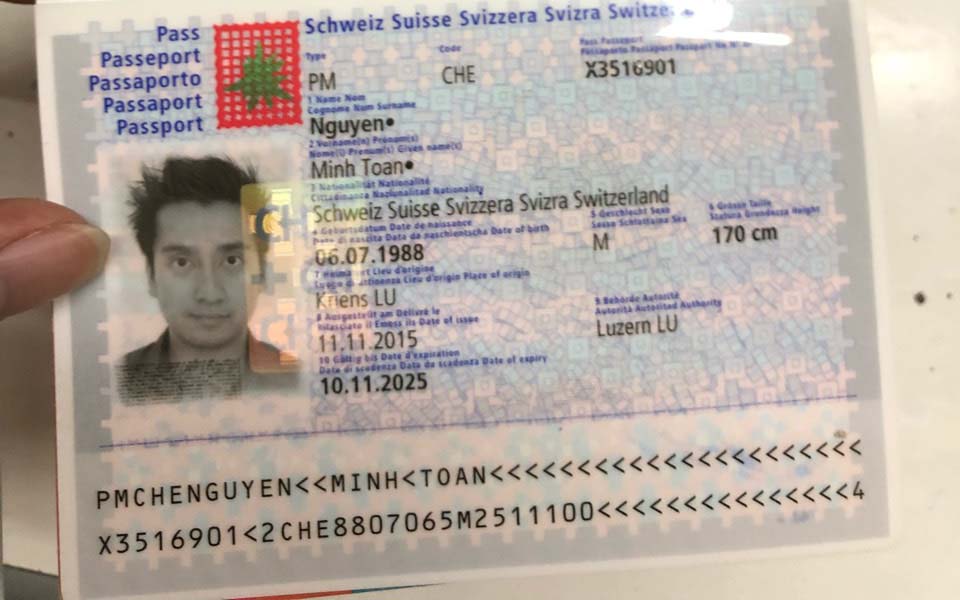 Pass
Passeport
Passaporto
Passaport
Passport
Schweiz Suisse Svizzera Svizra
Type
Code
Pass Passeport
Passaporto Passaport Passport No
PM
CHE
X3516901
1 Name Nom
Cognome Num Surname
Nguyen•
2 Vorname(n) Prénom(s)
Nome(i) Prenum(s) Given name(s)
Minh Toan•
3 Nationalität Nationalité
Cittadinanza Naziunalitad Nationality
Schweiz Suisse Svizzera Svizra Switzerland
4 Geburtsdatum Date de naissance
Data di nascita Data da naschientscha Date of birth
06.07.1988
5 Geschlecht Sexe
Sesso Schlattaina Sex
M
6 Grösse Taille
Statura Grondezza Height
170 cm
7 Heimatort Lieu d'origine
Luogo di attinenza Lieu d'origin Place of origin
Kriens LU
8 Ausgestellt am Délivré le
Rilasciato il Emess ils Date of issue
11.11.2015
9 Behörde Autorité
Autorità Autoritad Authority
Luzern LU
10 Gültig bis Date d'expiration
Data di scadenza Data da scadenza Date of expiry
10.11.2025
PMCHENGUYEN<<MINH<TOAN<<<<<<<<<<<<<<<<<<<<<<
X3516901<2CHE8807065M2511100<<<<<<<<<<<<<<<4